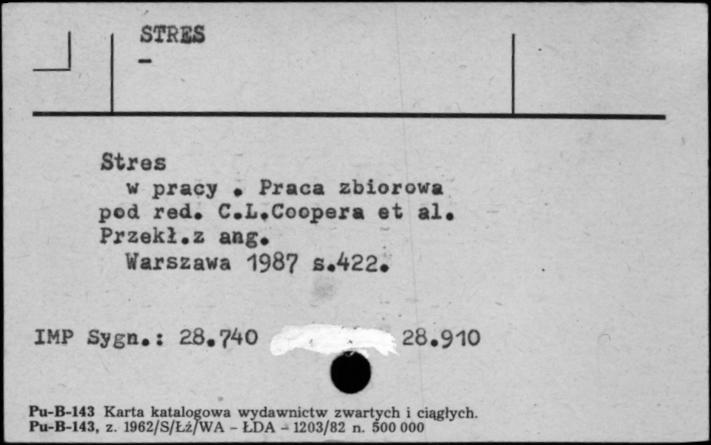 STRES
-
Stres
w pracy . Praca zbiorowa
pod red. C.L.Coopera et al.
Przekł.z ang.
Warszawa 1987 s.422.
IMP Sygn.: 28.740 28.910
Pu-B-143 Karta katalogowa wydawnictw zwartych i ciągłych.
Pu-B-143, z. 1962/S/Łź/WA - ŁDA - 1203/82 n. 500 000